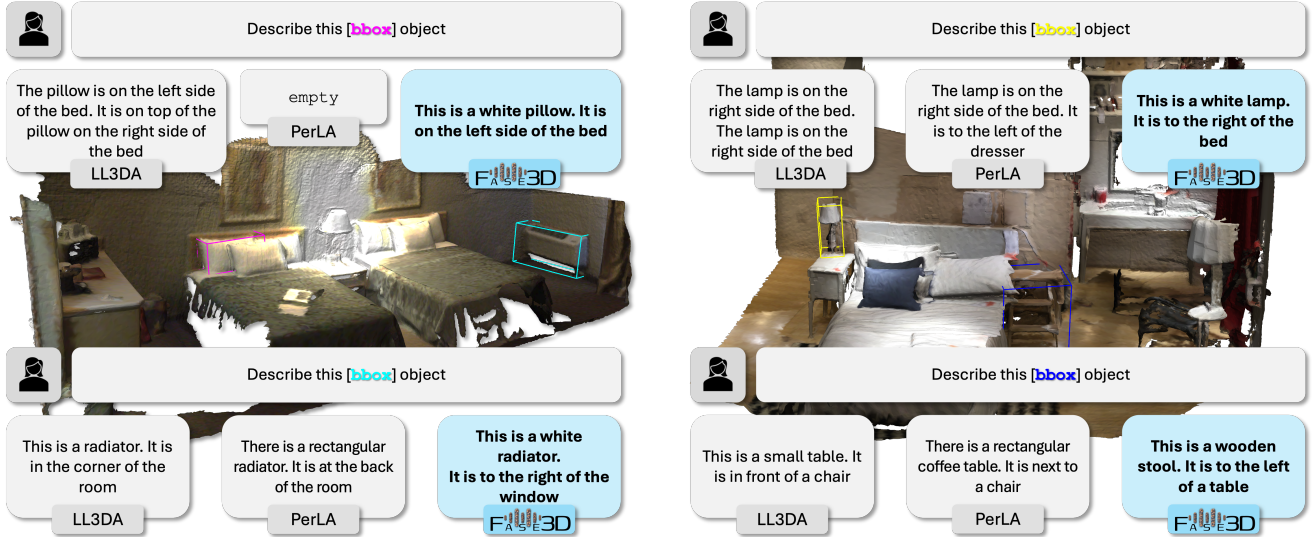 Describe this [bbox] object
The pillow is on the left side
of the bed. It is on top of the
pillow on the right side of
the bed
LL3DA
empty
PerLA
This is a white pillow. It is
on the left side of the bed
FASE3D
Describe this [bbox] object
The lamp is on the
right side of the bed.
The lamp is on the
right side of the bed
LL3DA
The lamp is on the
right side of the bed. It
is to the left of the
dresser
PerLA
This is a white lamp.
It is to the right of the
bed
FASE3D
Describe this [bbox] object
This is a radiator. It is
in the corner of the
room
LL3DA
There is a rectangular
radiator. It is at the back
of the room
PerLA
This is a white
radiator.
It is to the right of the
window
FASE3D
Describe this [bbox] object
This is a small table. It
is in front of a chair
LL3DA
There is a rectangular
coffee table. It is next to
a chair
PerLA
This is a wooden
stool. It is to the left
of a table
FASE3D